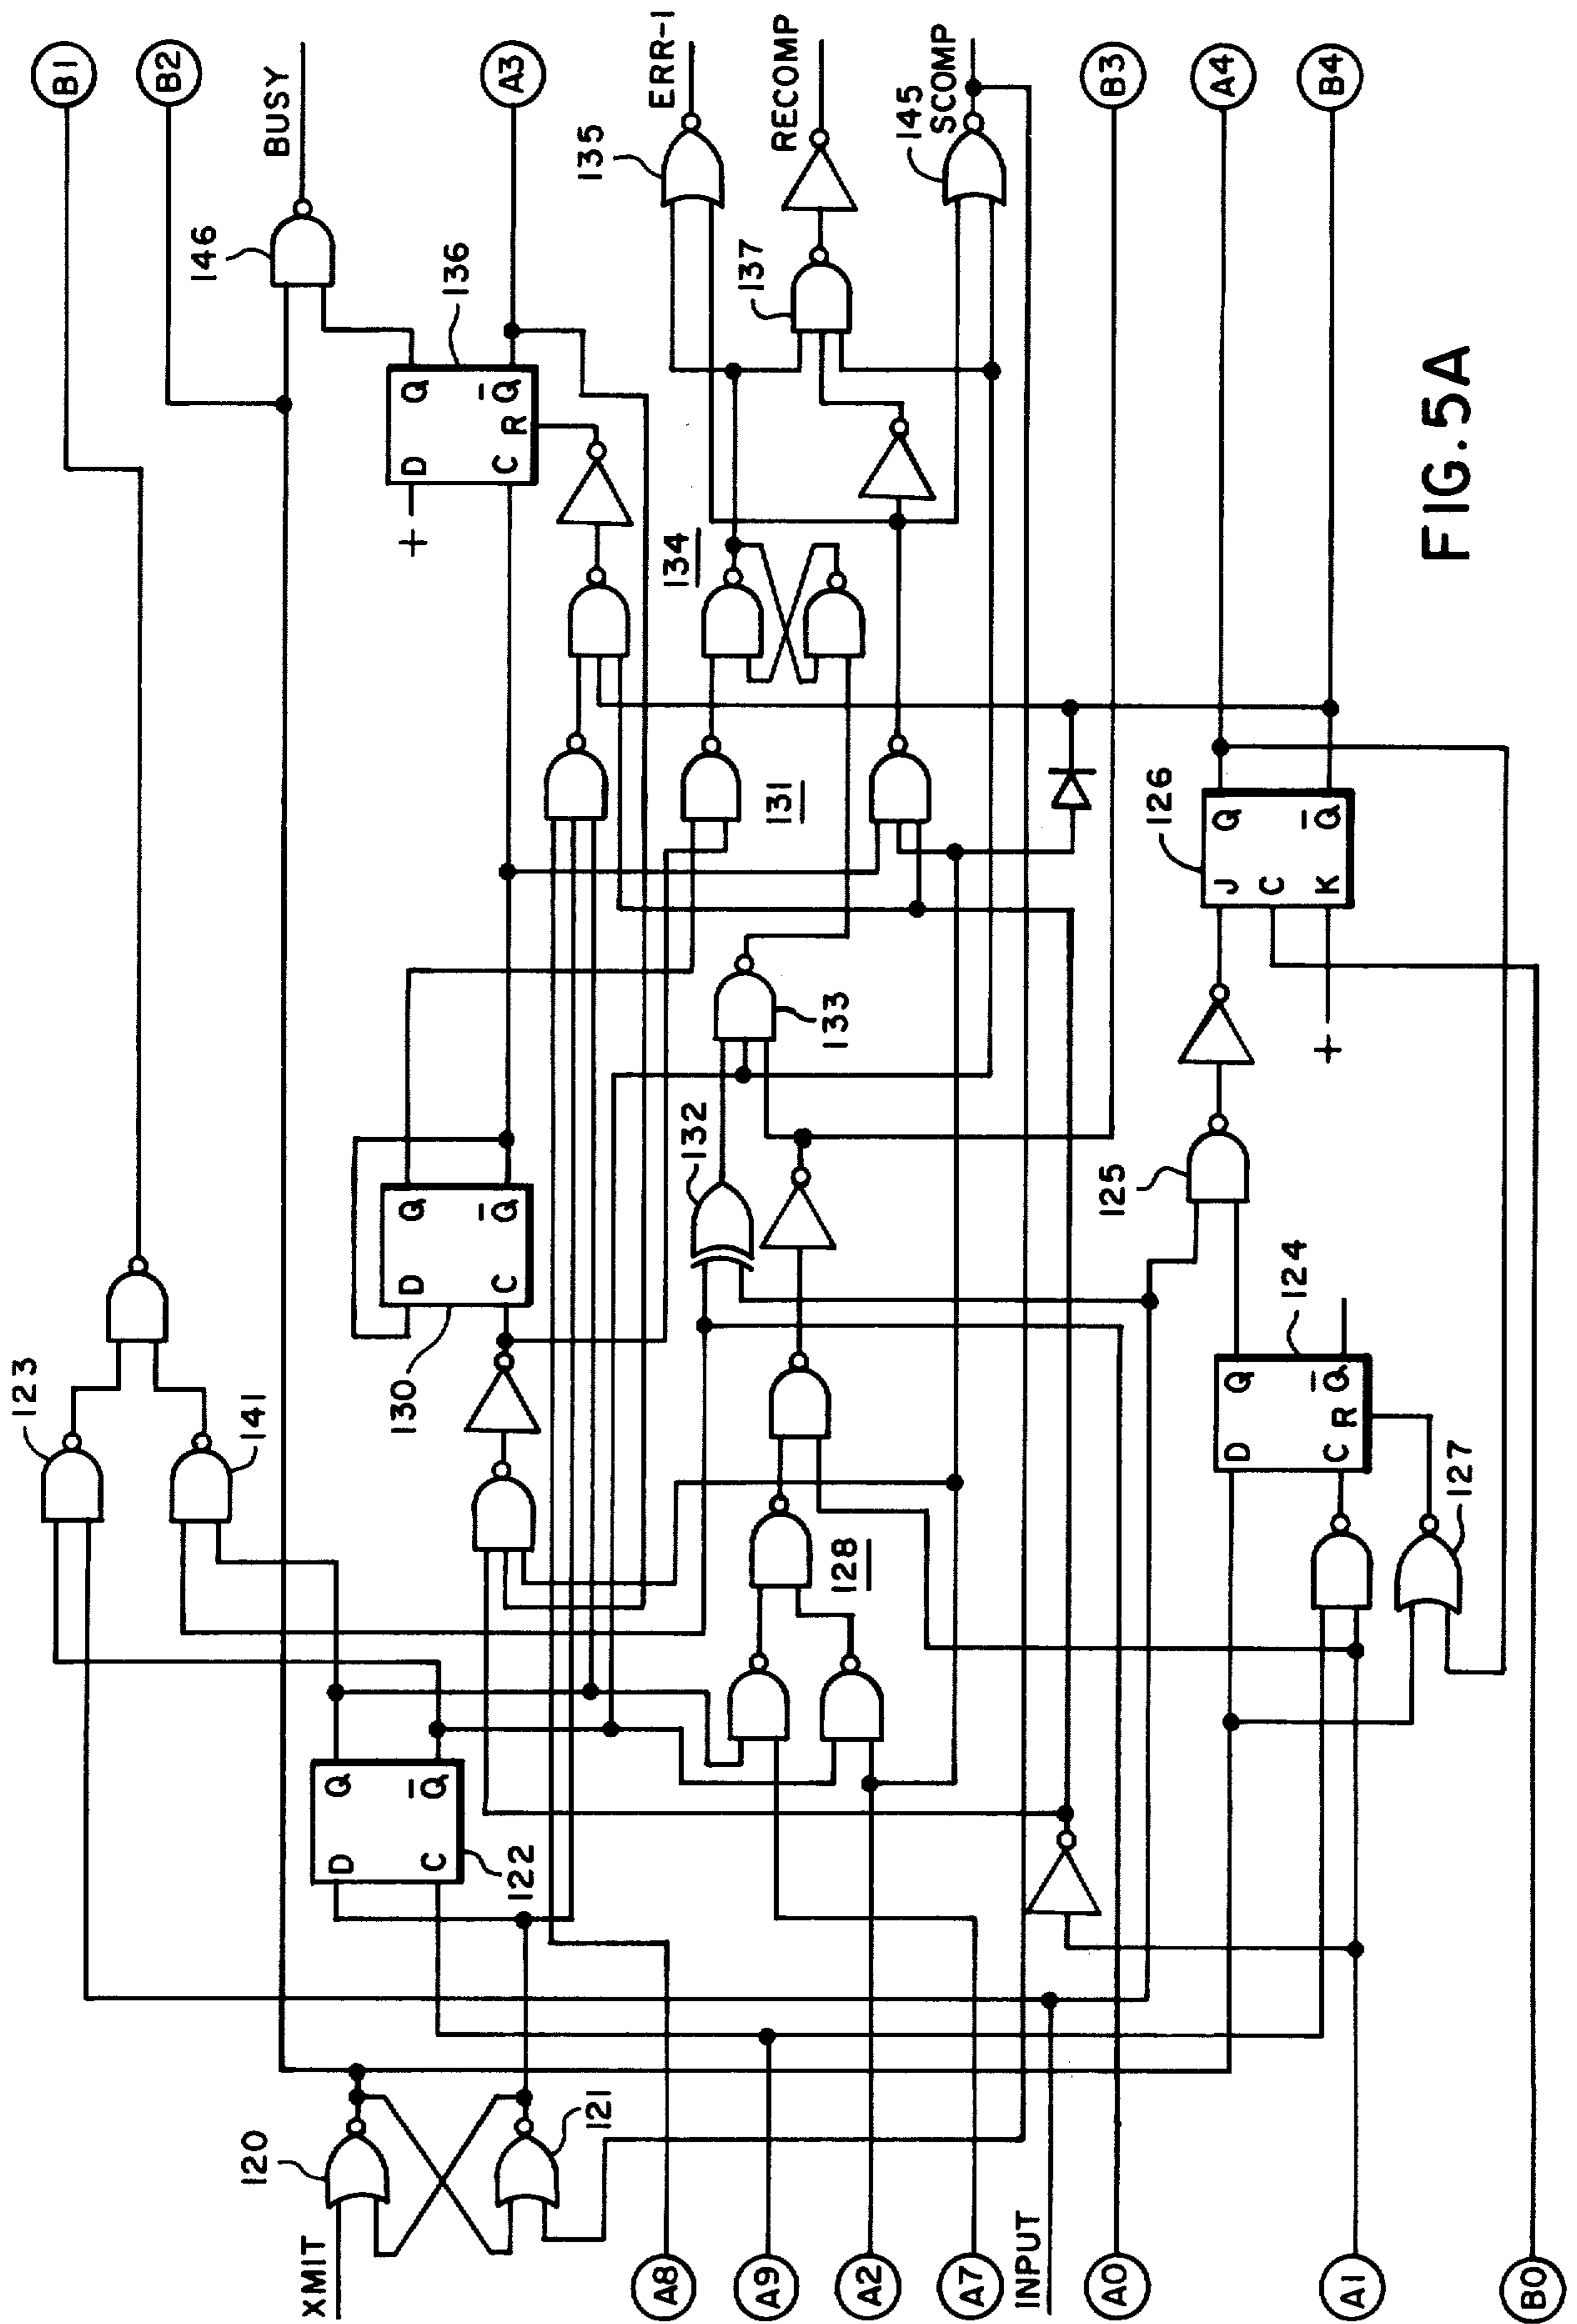 B1
B2
BUSY
146
A3
136
D
Q
C
R
Q
+
ERR-1
135
RECOMP
137
SCOMP
145
B3
A4
B4
123
141
130
D
Q
C
Q
134
131
132
133
128
122
D
Q
C
Q
126
J
Q
C
K
Q
+
125
124
D
Q
C
R
Q
127
120
121
XMIT
A8
A9
A2
A7
INPUT
A0
A1
B0
FIG.5A